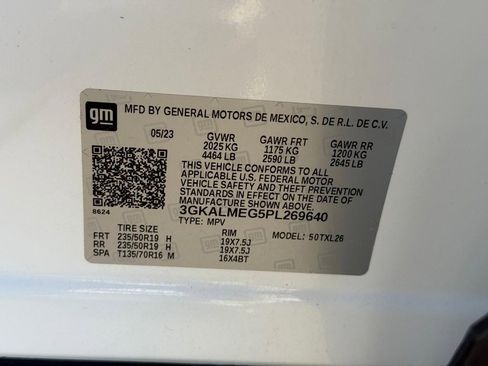 gm MFD BY GENERAL MOTORS DE MEXICO, S. DE R.L. DE C.V.
05/23 GVWR GAWR FRT GAWR RR
2025 KG 1175 KG 1200 KG
4464 LB 2590 LB 2645 LB
THIS VEHICLE CONFORMS TO ALL
APPLICABLE U.S. FEDERAL MOTOR
VEHICLE SAFETY AND THEFT PREVENTION
STANDARDS IN EFFECT ON THE DATE OF
MANUFACTURE SHOWN ABOVE.
8624 3GKALMEG5PL269640
TYPE: MPV MODEL: 50TXL26
TIRE SIZE RIM
FRT 235/50R19 H 19X7.5J
RR 235/50R19 H 19X7.5J
SPA T135/70R16 M 16X4BT